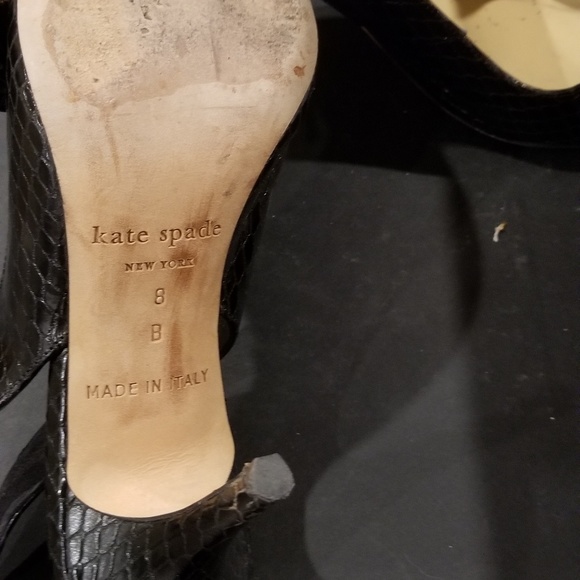 kate spade
NEW YORK
8
B
MADE IN ITALY